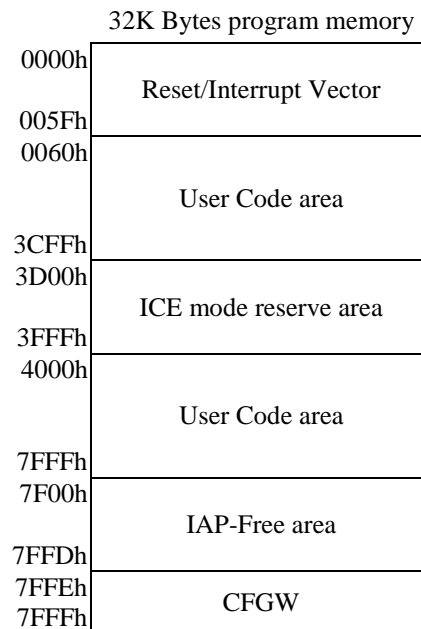 32K Bytes program memory
0000h
Reset/Interrupt Vector
005Fh
0060h
User Code area
3CFFh
3D00h
ICE mode reserve area
3FFFh
4000h
User Code area
7FFFh
7F00h
IAP-Free area
7FFDh
7FFEh
CFGW
7FFFh